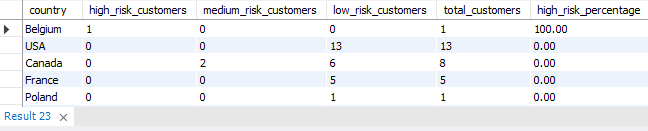 country high_risk_customers medium_risk_customers low_risk_customers total_customers high_risk_percentage
Belgium 1 0 0 1 100.00
USA 0 0 13 13 0.00
Canada 0 2 6 8 0.00
France 0 0 5 5 0.00
Poland 0 0 1 1 0.00
Result 23